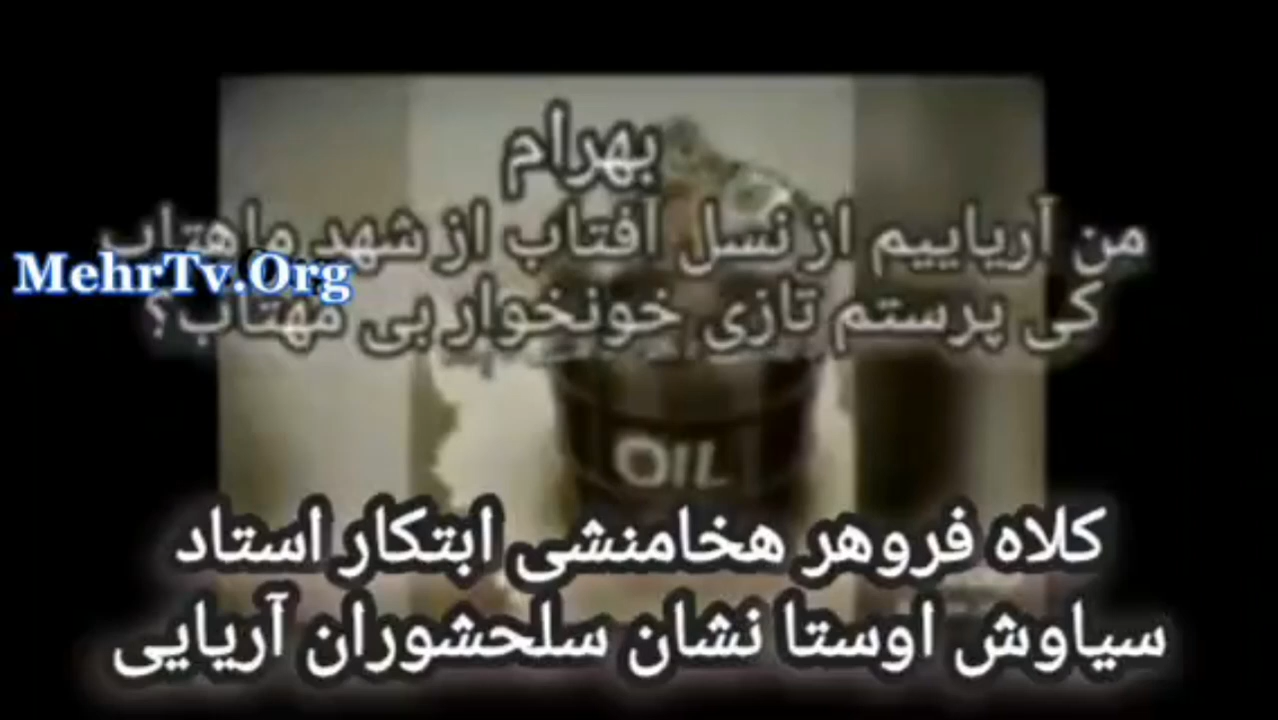 بهرام
من آریاییم از نسل آفتاب از شهد ماهتاب
MehrTv.Org
کی پرستم تازی خونخوار بی مهتاب؟
OIL
کلاه فروهر هخامنشی ابتکار استاد
سیاوش اوستا نشان سلحشوران آریایی